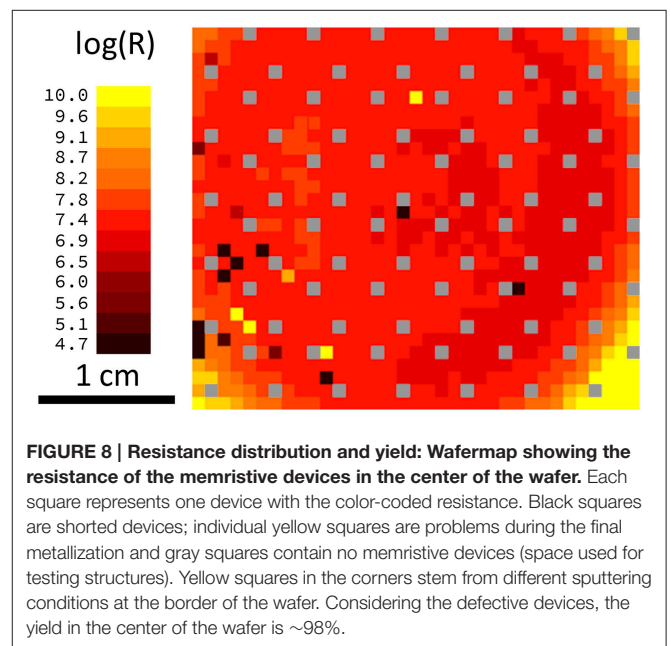 log(R)
10.0
9.6
9.1
8.7
8.2
7.8
7.4
6.9
6.5
6.0
5.6
5.1
4.7
1 cm
FIGURE 8 | Resistance distribution and yield: Wafermap showing the
resistance of the memristive devices in the center of the wafer. Each
square represents one device with the color-coded resistance. Black squares
are shorted devices; individual yellow squares are problems during the final
metallization and gray squares contain no memristive devices (space used for
testing structures). Yellow squares in the corners stem from different sputtering
conditions at the border of the wafer. Considering the defective devices, the
yield in the center of the wafer is ∼98%.